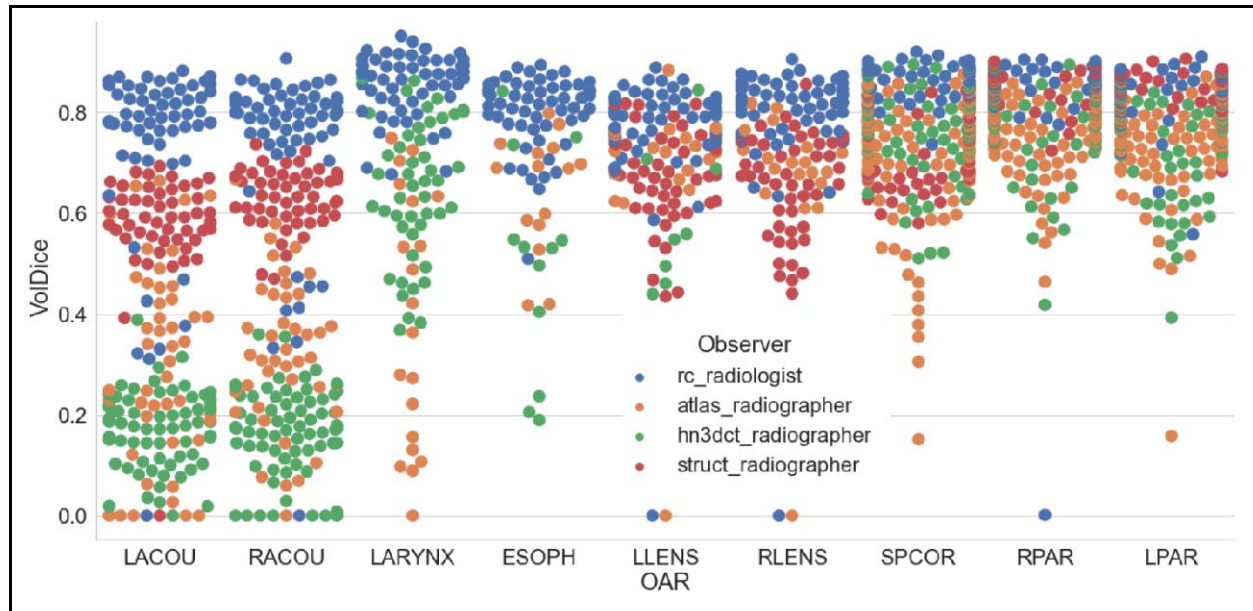 VolDice
0.8
0.6
0.4
0.2
0.0
Observer
rc_radiologist
atlas_radiographer
hn3dct_radiographer
struct_radiographer
LACOU RACOU LARYNX ESOPH LLENS RLENS SPCOR RPAR LPAR
OAR